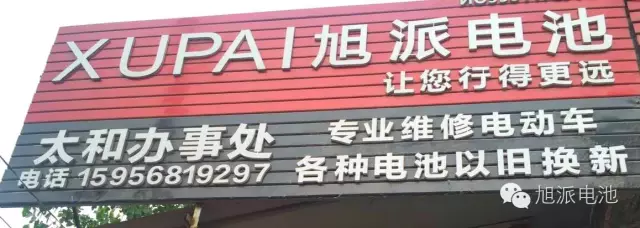 XUPAI旭派电池
让您行得更远
太和办事处
电话 15956819297
专业维修电动车
各种电池以旧换新
旭派电池